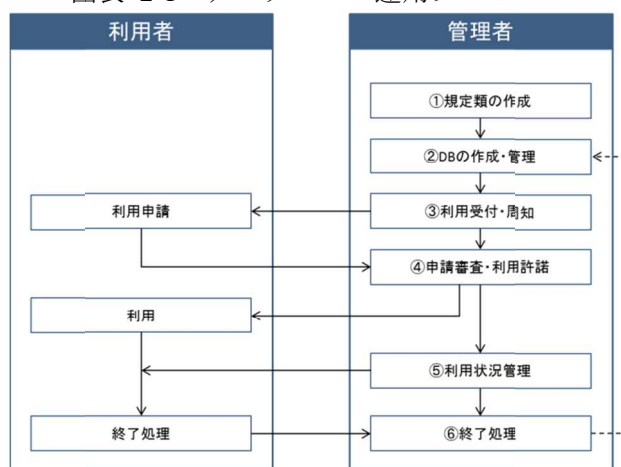 利用者
管理者
①規定類の作成
②DBの作成・管理
利用申請
③利用受付・周知
④申請審査・利用許諾
利用
⑤利用状況管理
終了処理
⑥終了処理